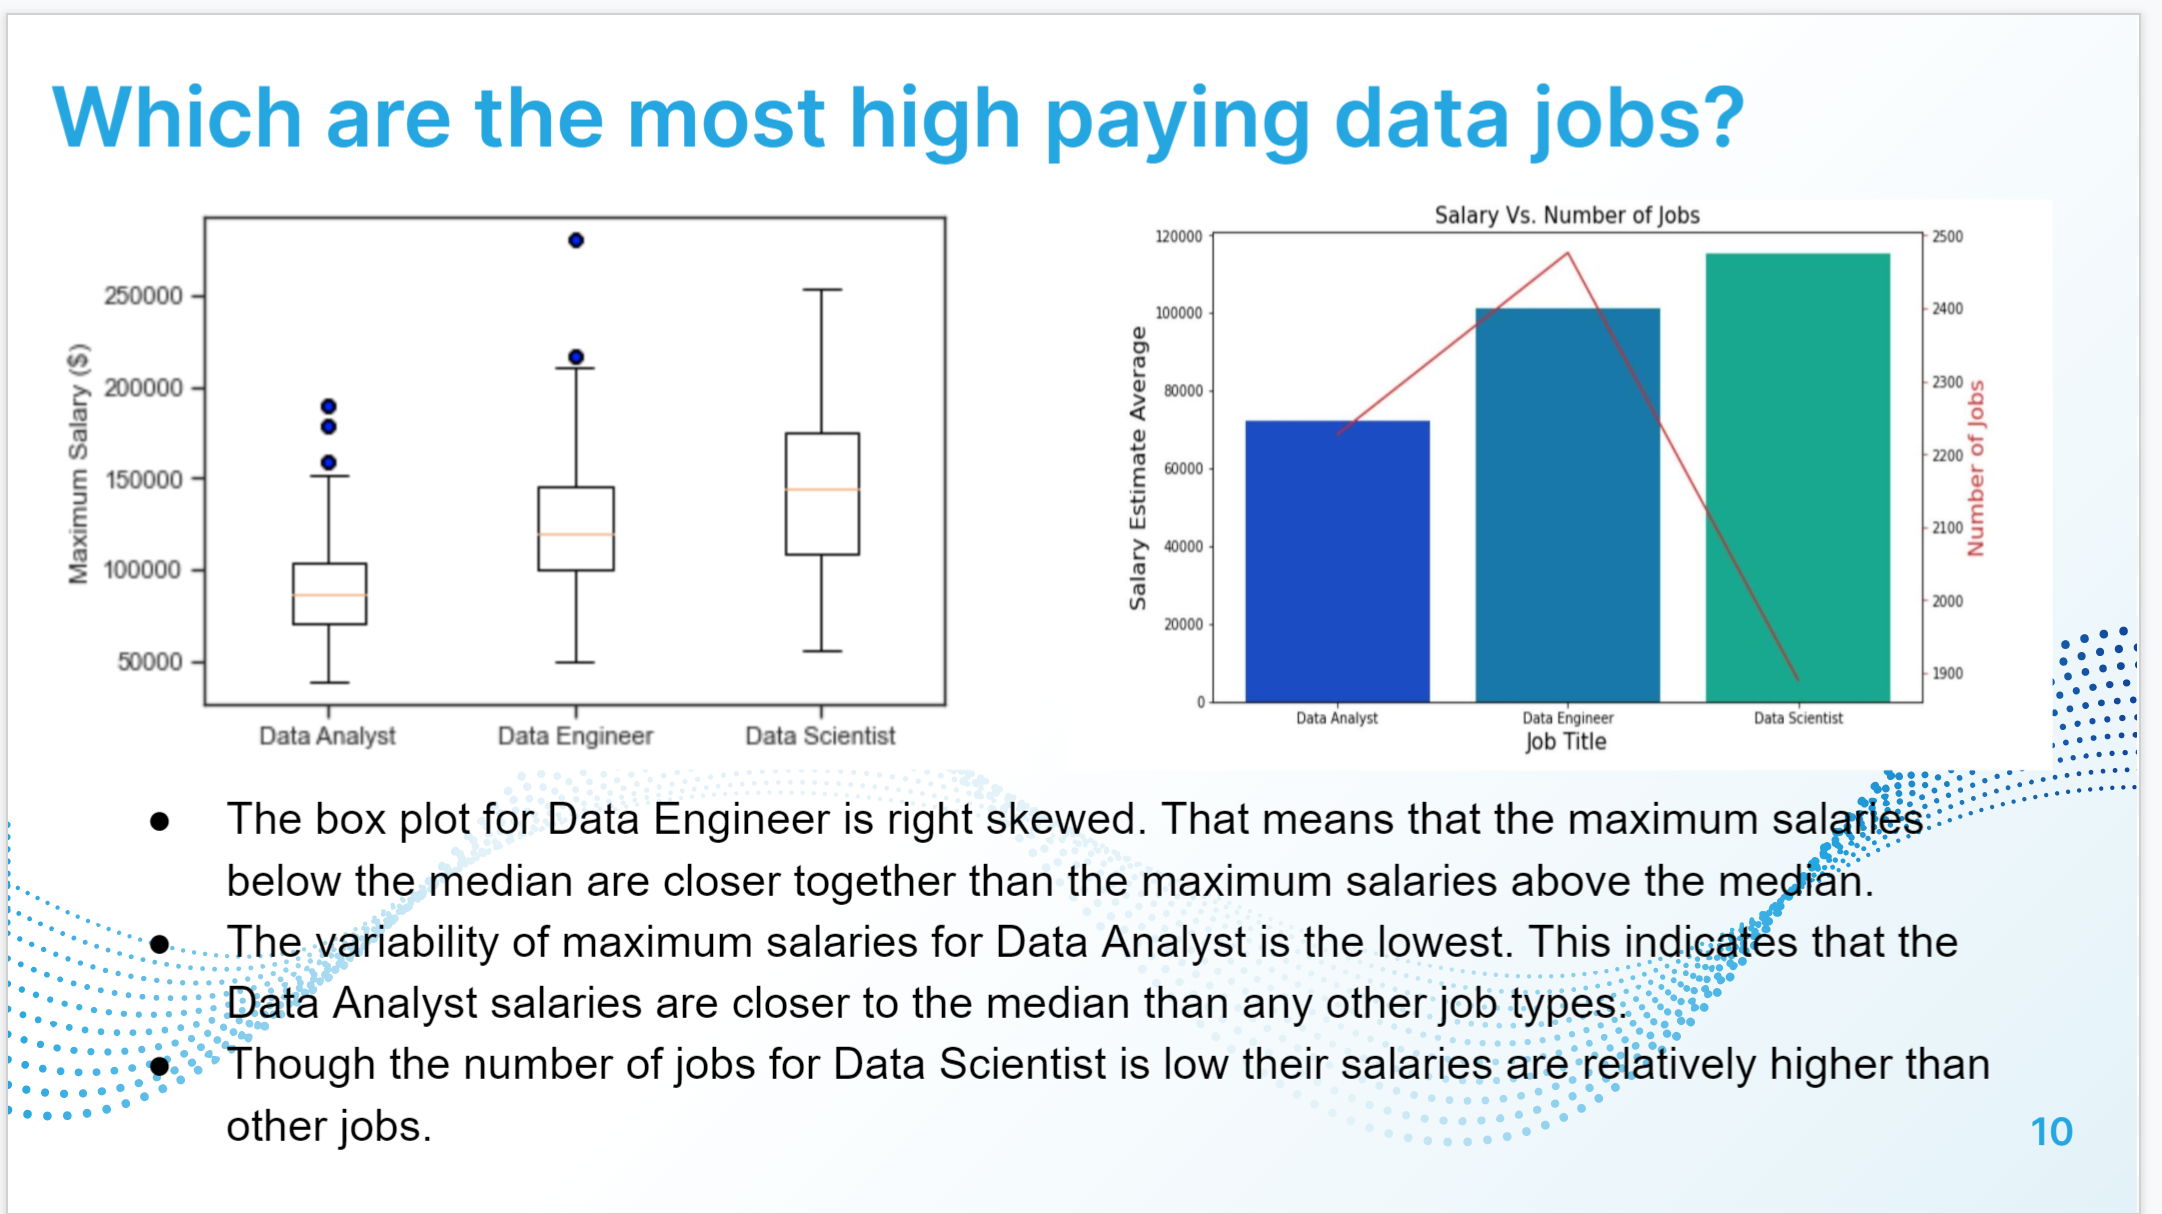 Which are the most high paying data jobs?
Maximum Salary ($)
250000
200000
150000
100000
50000
Data Analyst
Data Engineer
Data Scientist
Salary Vs. Number of Jobs
Salary Estimate Average
120000
100000
80000
60000
40000
20000
0
Data Analyst
Data Engineer
Data Scientist
Job Title
2500
2400
2300
2200
2100
2000
1900
Number of Jobs
● The box plot for Data Engineer is right skewed. That means that the maximum salaries
below the median are closer together than the maximum salaries above the median.
● The variability of maximum salaries for Data Analyst is the lowest. This indicates that the
Data Analyst salaries are closer to the median than any other job types.
● Though the number of jobs for Data Scientist is low their salaries are relatively higher than
other jobs.
10